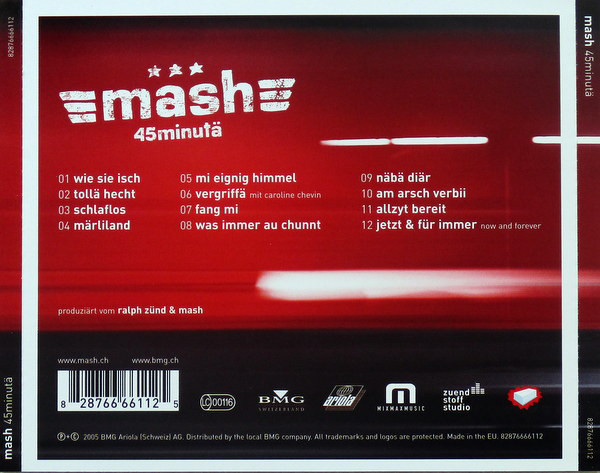 82876666112
mash 45minutä
mash
45minutä
01 wie sie isch
02 tollä hecht
03 schlaflos
04 märliland
05 mi eignig himmel
06 vergriffä mit caroline chevin
07 fang mi
08 was immer au chunnt
09 näbä diär
10 am arsch verbii
11 allzyt bereit
12 jetzt & für immer now and forever
produziärt vom ralph zünd & mash
www.mash.ch www.bmg.ch
8 28766 66112 5
LC 00116
BMG
SWITZERLAND
ariola
MIXMAXMUSIC
zuend
stoff
studio
℗+© 2005 BMG Ariola (Schweiz) AG. Distributed by the local BMG company. All trademarks and logos are protected. Made in the EU. 82876666112
mash 45minutä
82876666112